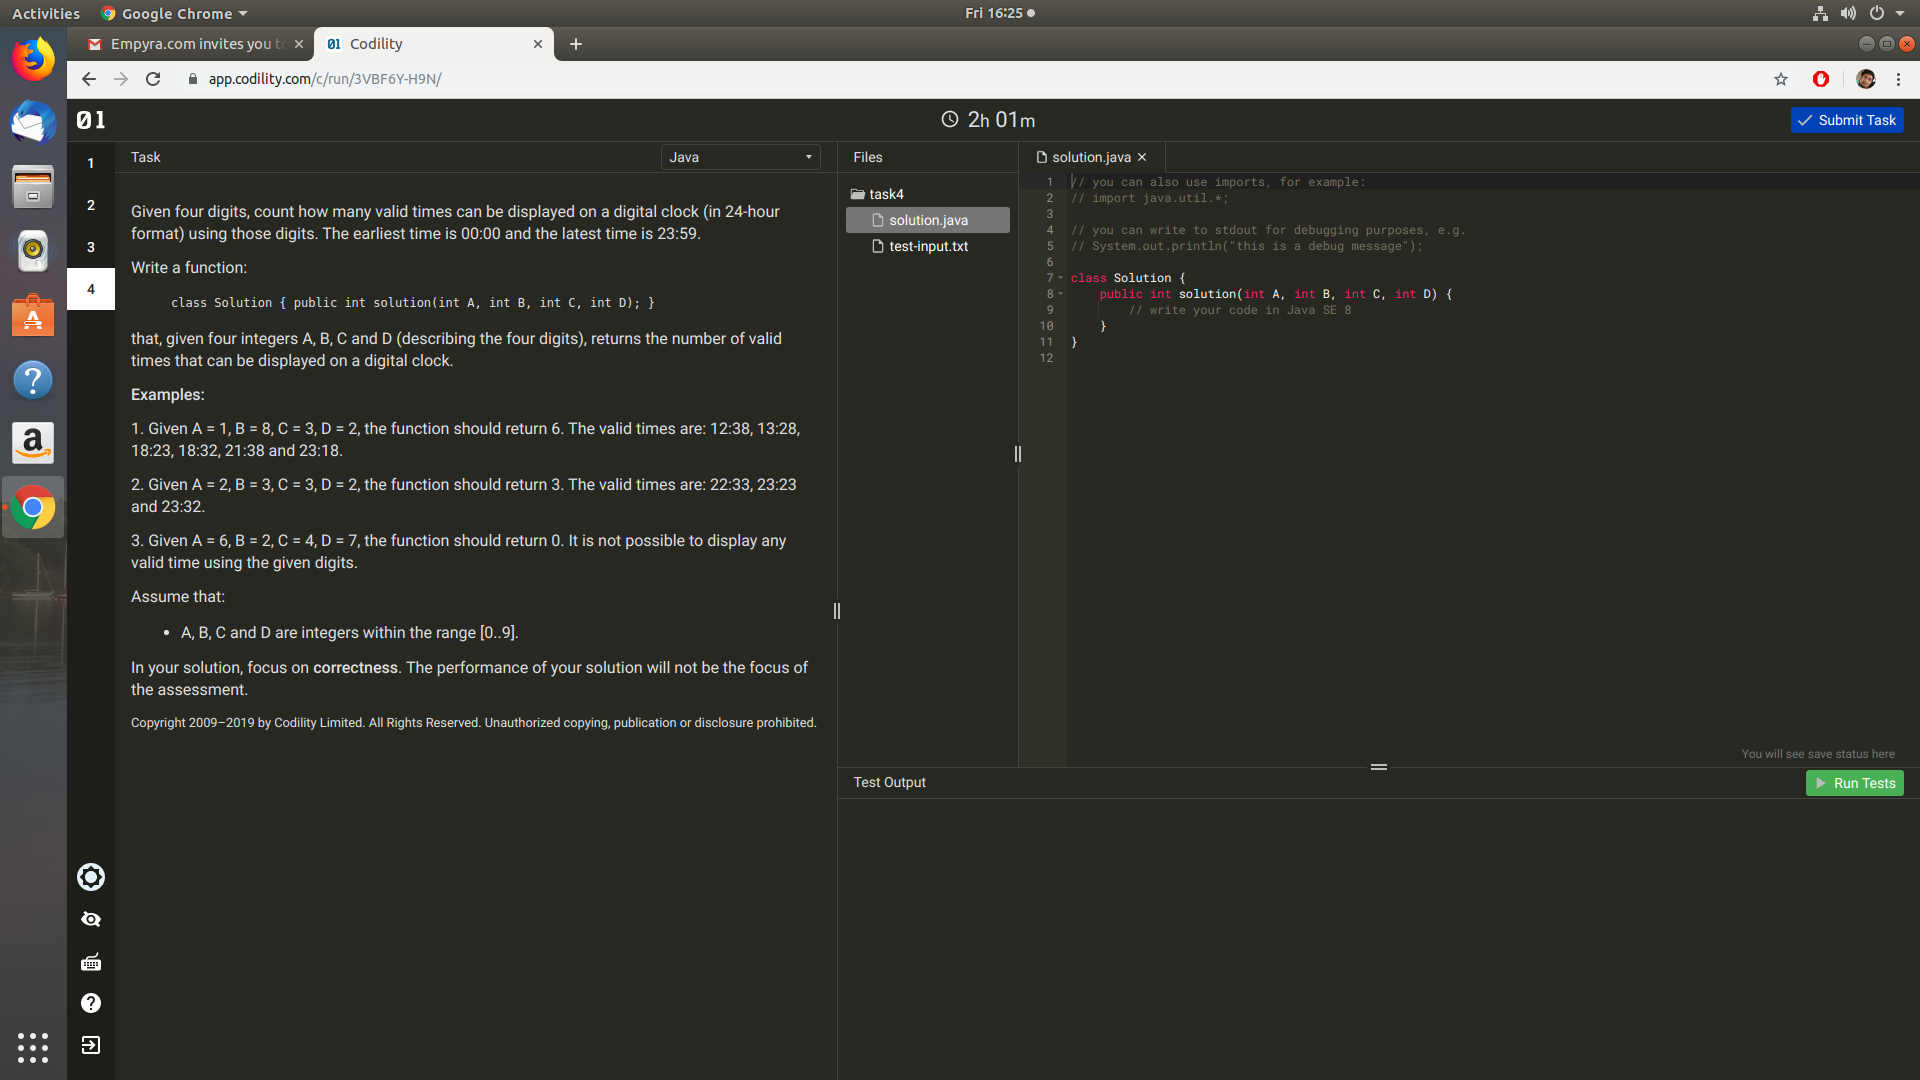 Activities
Google Chrome
Fri 16:25
Empyra.com invites you to
Codility
app.codility.com/c/run/3VBF6Y-H9N/
01
2h 01m
Submit Task
1
2
3
4
Task
Java
Given four digits, count how many valid times can be displayed on a digital clock (in 24-hour
format) using those digits. The earliest time is 00:00 and the latest time is 23:59.
Write a function:
class Solution { public int solution(int A, int B, int C, int D); }
that, given four integers A, B, C and D (describing the four digits), returns the number of valid
times that can be displayed on a digital clock.
Examples:
1. Given A = 1, B = 8, C = 3, D = 2, the function should return 6. The valid times are: 12:38, 13:28,
18:23, 18:32, 21:38 and 23:18.
2. Given A = 2, B = 3, C = 3, D = 2, the function should return 3. The valid times are: 22:33, 23:23
and 23:32.
3. Given A = 6, B = 2, C = 4, D = 7, the function should return 0. It is not possible to display any
valid time using the given digits.
Assume that:
• A, B, C and D are integers within the range [0..9].
In your solution, focus on correctness. The performance of your solution will not be the focus of
the assessment.
Copyright 2009–2019 by Codility Limited. All Rights Reserved. Unauthorized copying, publication or disclosure prohibited.
Files
task4
solution.java
test-input.txt
solution.java
1 // you can also use imports, for example:
2 // import java.util.*;
3
4 // you can write to stdout for debugging purposes, e.g.
5 // System.out.println("this is a debug message");
6
7 class Solution {
8 public int solution(int A, int B, int C, int D) {
9 // write your code in Java SE 8
10 }
11 }
12
You will see save status here
Test Output
Run Tests